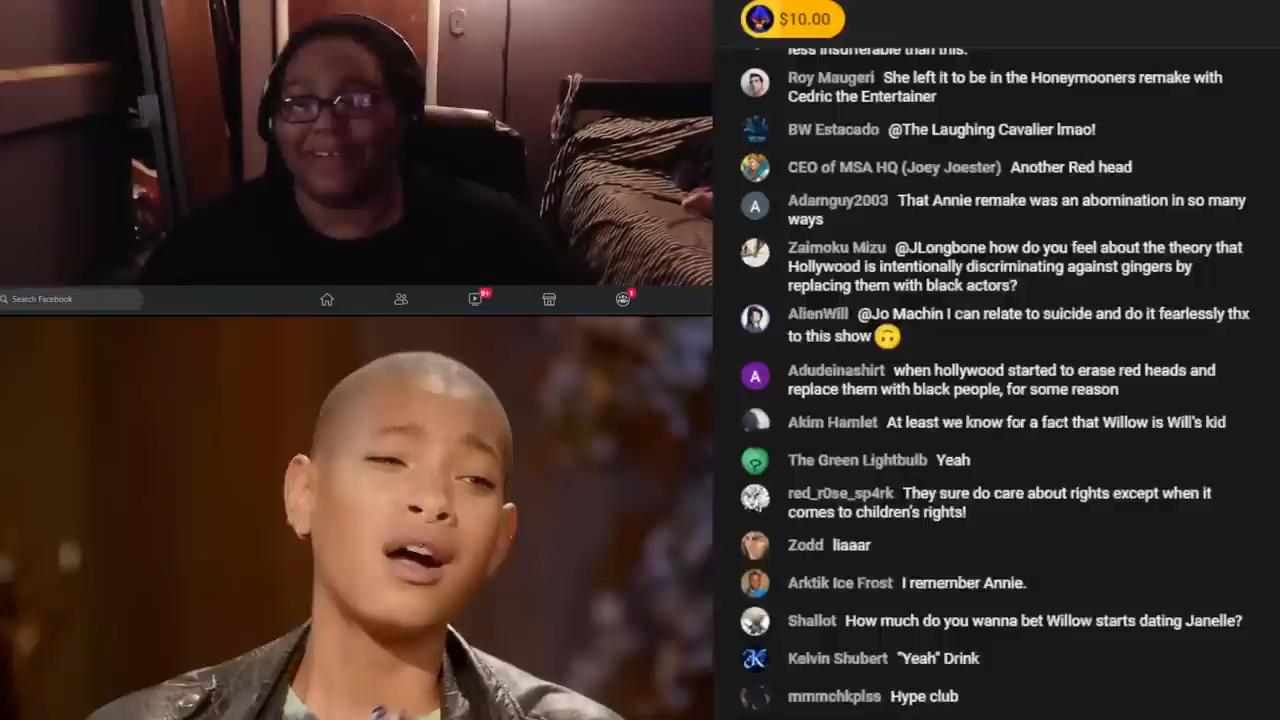 $10.00
less insufferable than this.
Roy Maugeri She left it to be in the Honeymooners remake with
Cedric the Entertainer
BW Estacado @The Laughing Cavalier lmao!
CEO of MSA HQ (Joey Joester) Another Red head
A
Adamguy2003 That Annie remake was an abomination in so many
ways
Zaimoku Mizu @JLongbone how do you feel about the theory that
Hollywood is intentionally discriminating against gingers by
replacing them with black actors?
AlienWill @Jo Machin I can relate to suicide and do it fearlessly thx
to this show 🙃
A
Adudeinashirt when hollywood started to erase red heads and
replace them with black people, for some reason
Akim Hamlet At least we know for a fact that Willow is Will's kid
The Green Lightbulb Yeah
red_r0se_sp4rk They sure do care about rights except when it
comes to children's rights!
Zodd liaaar
Arktik Ice Frost I remember Annie.
Shallot How much do you wanna bet Willow starts dating Janelle?
Kelvin Shubert "Yeah" Drink
mmmchkplss Hype club
Search Facebook
9+
1